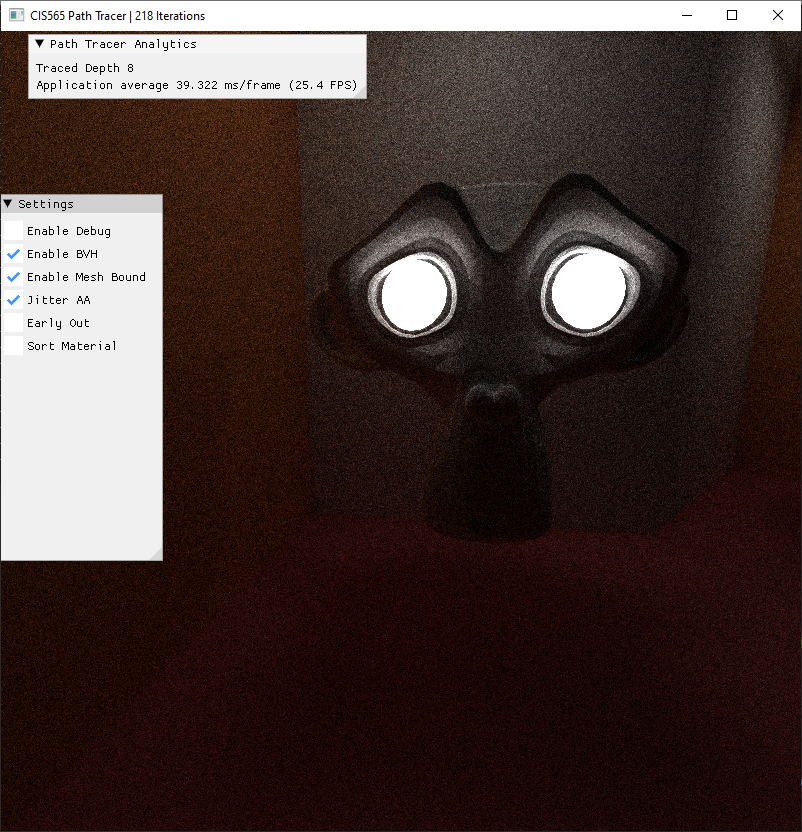 CIS565 Path Tracer | 218 Iterations
Path Tracer Analytics
Traced Depth 8
Application average 39.322 ms/frame (25.4 FPS)
Settings
Enable Debug
Enable BVH
Enable Mesh Bound
Jitter AA
Early Out
Sort Material